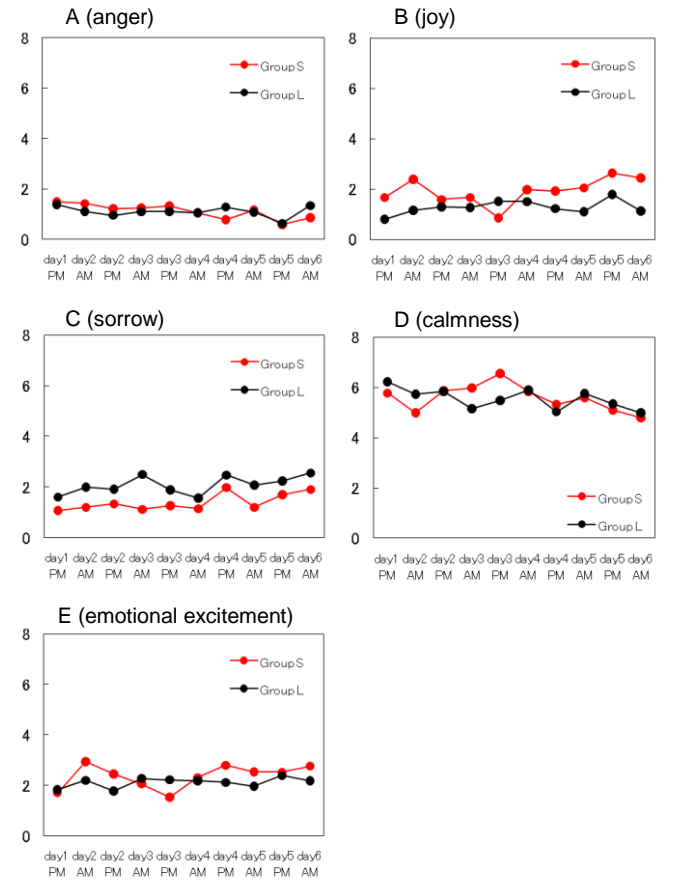 A (anger)
8
6
4
2
0
Group S
Group L
day1 day2 day2 day3 day3 day4 day4 day5 day5 day6
PM AM PM AM PM AM PM AM PM AM
B (joy)
8
6
4
2
0
Group S
Group L
day1 day2 day2 day3 day3 day4 day4 day5 day5 day6
PM AM PM AM PM AM PM AM PM AM
C (sorrow)
8
6
4
2
0
Group S
Group L
day1 day2 day2 day3 day3 day4 day4 day5 day5 day6
PM AM PM AM PM AM PM AM PM AM
D (calmness)
8
6
4
2
0
Group S
Group L
day1 day2 day2 day3 day3 day4 day4 day5 day5 day6
PM AM PM AM PM AM PM AM PM AM
E (emotional excitement)
8
6
4
2
0
Group S
Group L
day1 day2 day2 day3 day3 day4 day4 day5 day5 day6
PM AM PM AM PM AM PM AM PM AM